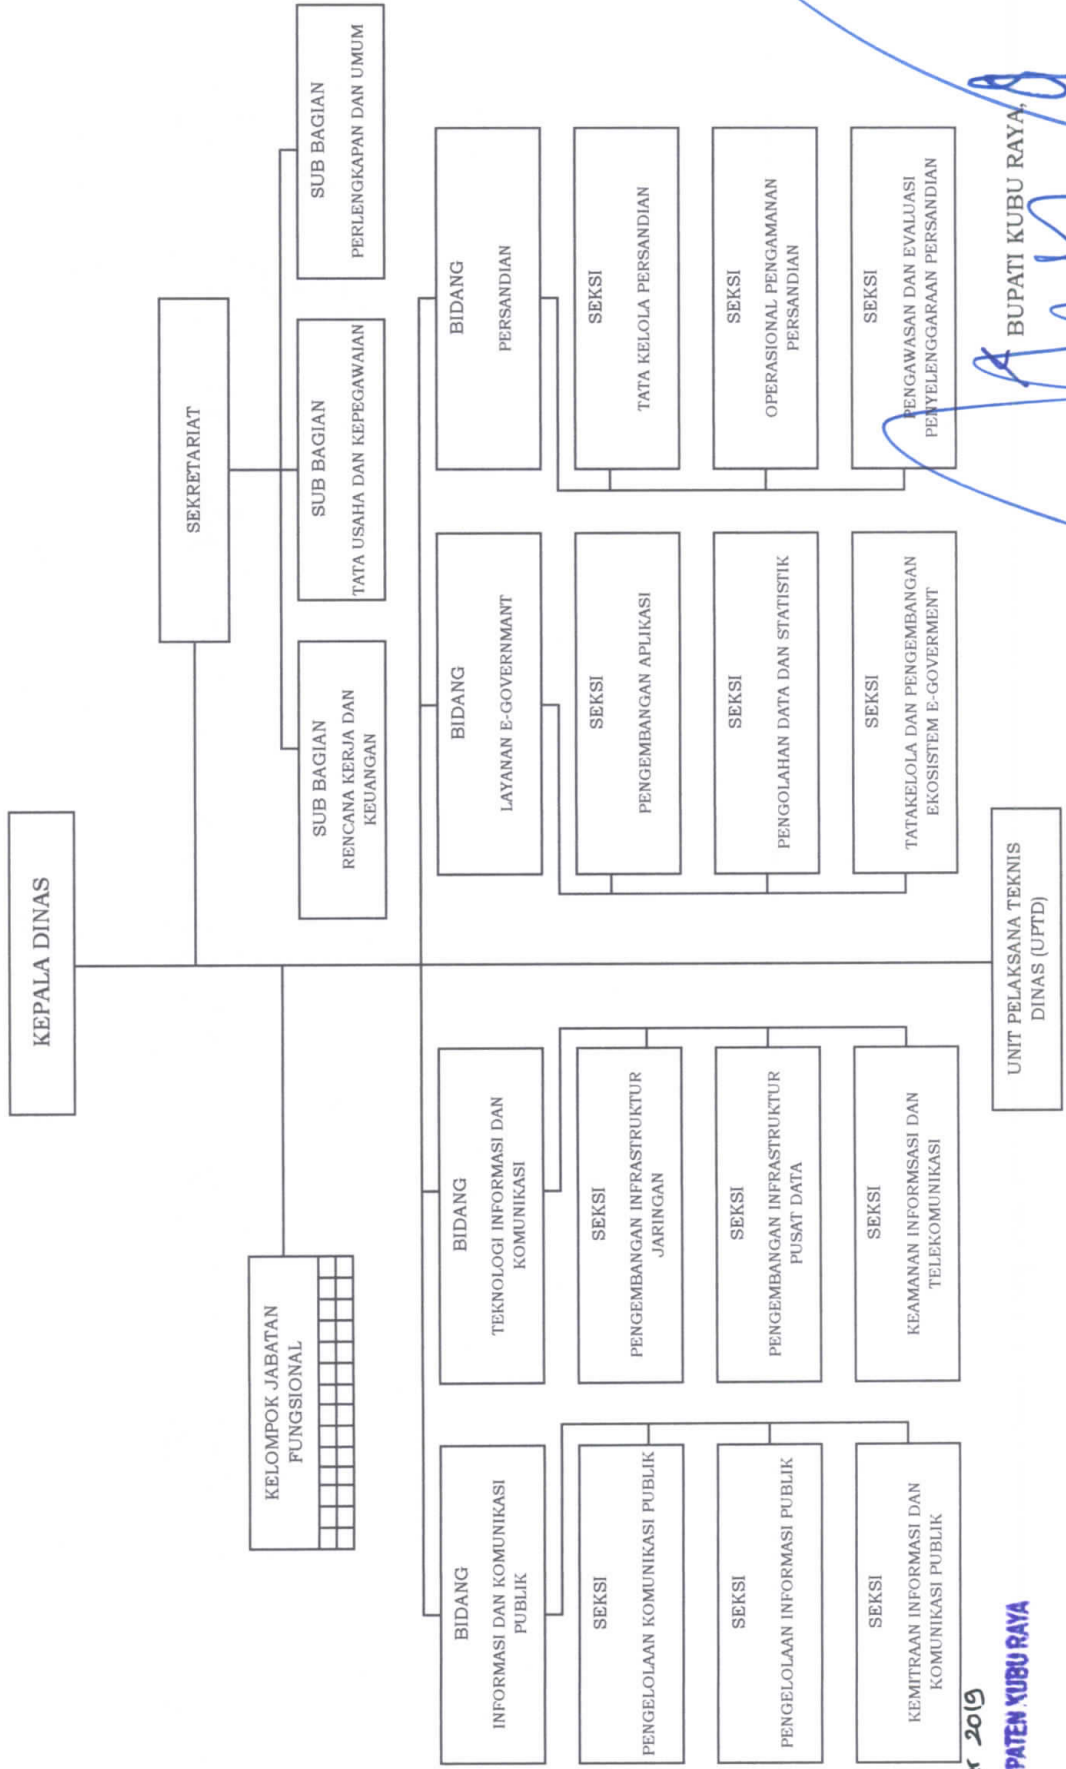 KEPALA DINAS
SEKRETARIAT
KELOMPOK JABATAN
FUNGSIONAL
SUB BAGIAN
RENCANA KERJA DAN
KEUANGAN
SUB BAGIAN
TATA USAHA DAN KEPEGAWAIAN
SUB BAGIAN
PERLENGKAPAN DAN UMUM
BIDANG
INFORMASI DAN KOMUNIKASI
PUBLIK
BIDANG
TEKNOLOGI INFORMASI DAN
KOMUNIKASI
BIDANG
LAYANAN E-GOVERNMANT
BIDANG
PERSANDIAN
SEKSI
PENGELOLAAN KOMUNIKASI PUBLIK
SEKSI
PENGEMBANGAN INFRASTRUKTUR
JARINGAN
SEKSI
PENGEMBANGAN APLIKASI
SEKSI
TATA KELOLA PERSANDIAN
SEKSI
PENGELOLAAN INFORMASI PUBLIK
SEKSI
PENGEMBANGAN INFRASTRUKTUR
PUSAT DATA
SEKSI
PENGOLAHAN DATA DAN STATISTIK
SEKSI
OPERASIONAL PENGAMANAN
PERSANDIAN
SEKSI
KEMITRAAN INFORMASI DAN
KOMUNIKASI PUBLIK
SEKSI
KEAMANAN INFORMSASI DAN
TELEKOMUNIKASI
SEKSI
TATAKELOLA DAN PENGEMBANGAN
EKOSISTEM E-GOVERMENT
SEKSI
PENGAWASAN DAN EVALUASI
PENYELENGGARAAN PERSANDIAN
UNIT PELAKSANA TEKNIS
DINAS (UPTD)
BUPATI KUBU RAYA,
2019
PATEN KUBU RAYA